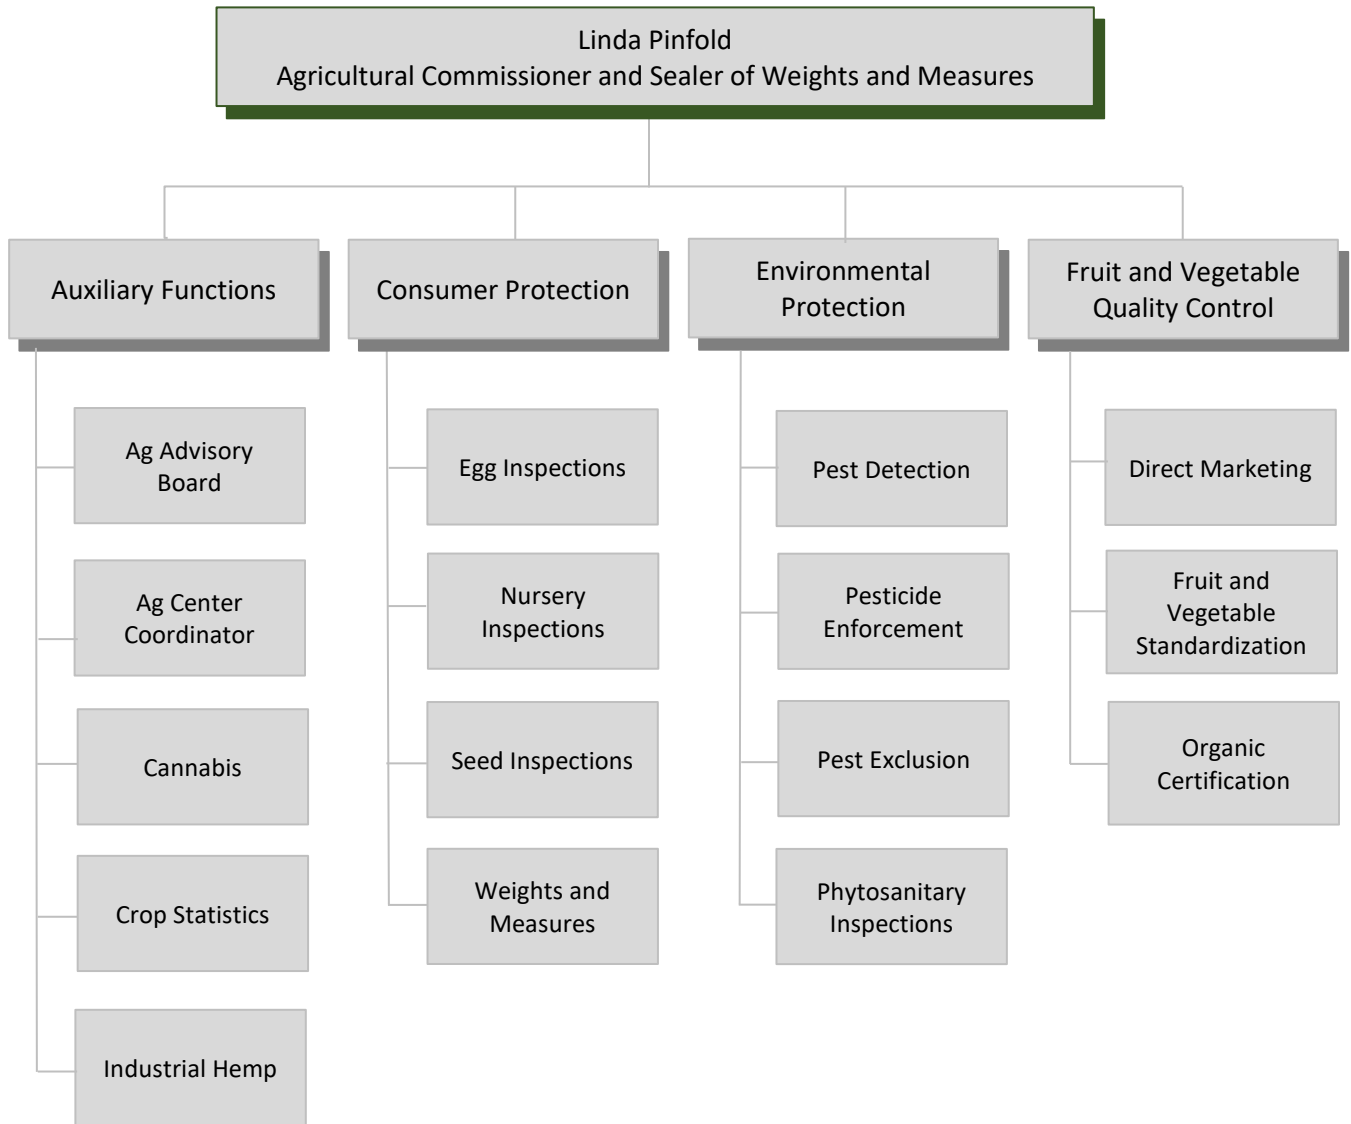 Linda Pinfold
Agricultural Commissioner and Sealer of Weights and Measures
Auxiliary Functions
Consumer Protection
Environmental
Protection
Fruit and Vegetable
Quality Control
Ag Advisory
Board
Ag Center
Coordinator
Cannabis
Crop Statistics
Industrial Hemp
Egg Inspections
Nursery
Inspections
Seed Inspections
Weights and
Measures
Pest Detection
Pesticide
Enforcement
Pest Exclusion
Phytosanitary
Inspections
Direct Marketing
Fruit and
Vegetable
Standardization
Organic
Certification